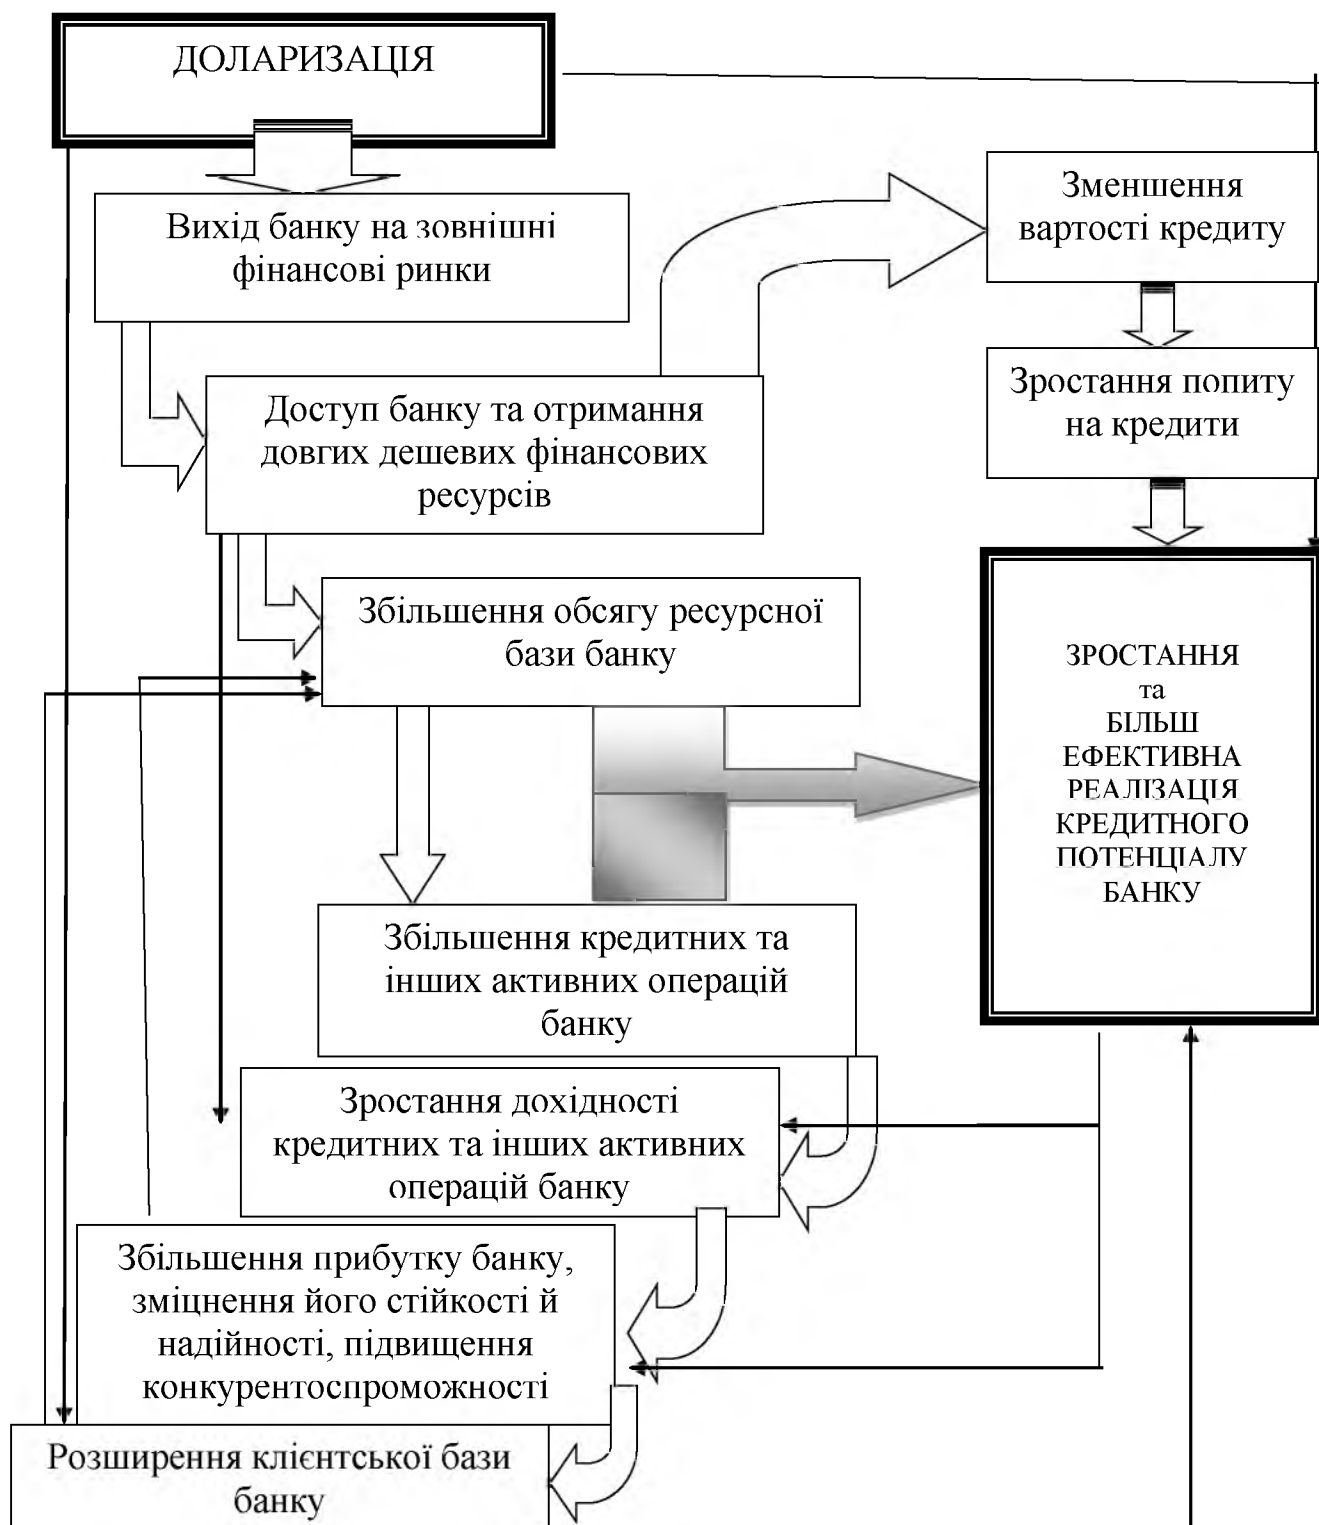 ДОЛАРИЗАЦІЯ
Вихід банку на зовнішні
фінансові ринки
Зменшення
вартості кредиту
Доступ банку та отримання
довгих дешевих фінансових
ресурсів
Зростання попиту
на кредити
Збільшення обсягу ресурсної
бази банку
ЗРОСТАННЯ
та
БІЛЬШ
ЕФЕКТИВНА
РЕАЛІЗАЦІЯ
КРЕДИТНОГО
ПОТЕНЦІАЛУ
БАНКУ
Збільшення кредитних та
інших активних операцій
банку
Зростання дохідності
кредитних та інших активних
операцій банку
Збільшення прибутку банку,
зміцнення його стійкості й
надійності, підвищення
конкурентоспроможності
Розширення клієнтської бази
банку